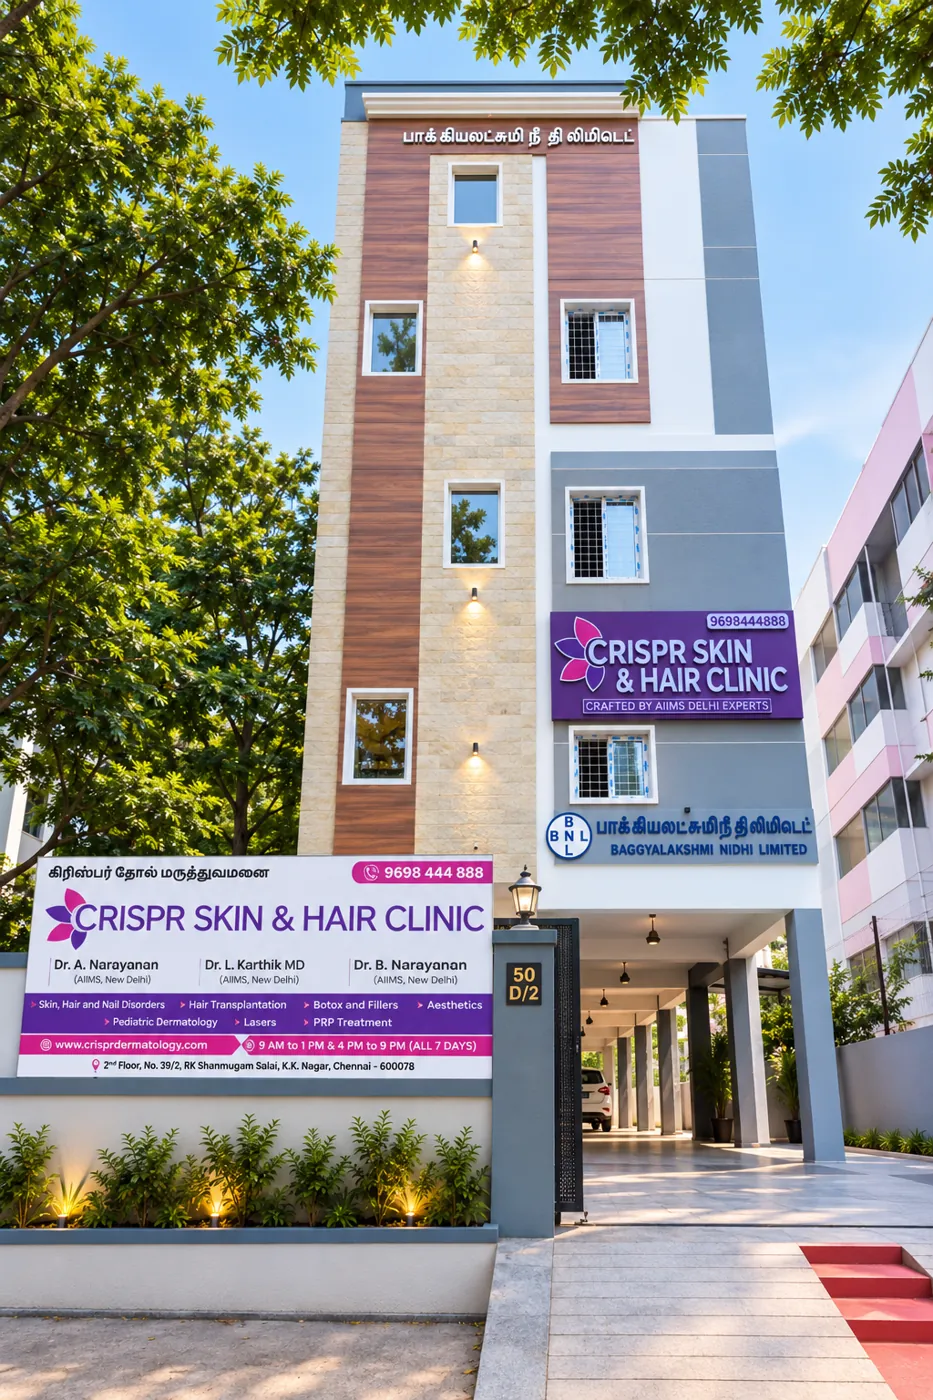 பாக்கியலட்சுமி நீ தி லிமிடெட்
9698444888
CRISPR SKIN
& HAIR CLINIC
CRAFTED BY AIIMS DELHI EXPERTS
B
B N L
L
பாக்கியலட்சுமிநீதிலிமிடெட்
BAGGYALAKSHMI NIDHI LIMITED
கிரிஸ்பர் தோல் மருத்துவமனை
9698 444 888
CRISPR SKIN & HAIR CLINIC
Dr. A. Narayanan
(AIIMS, New Delhi)
Dr. L. Karthik MD
(AIIMS, New Delhi)
Dr. B. Narayanan
(AIIMS, New Delhi)
Skin, Hair and Nail Disorders Hair Transplantation Botox and Fillers Aesthetics
Pediatric Dermatology Lasers PRP Treatment
www.crisprdermatology.com 9 AM to 1 PM & 4 PM to 9 PM (ALL 7 DAYS)
2nd Floor, No. 39/2, RK Shanmugam Salai, K.K. Nagar, Chennai - 600078
50
D/2